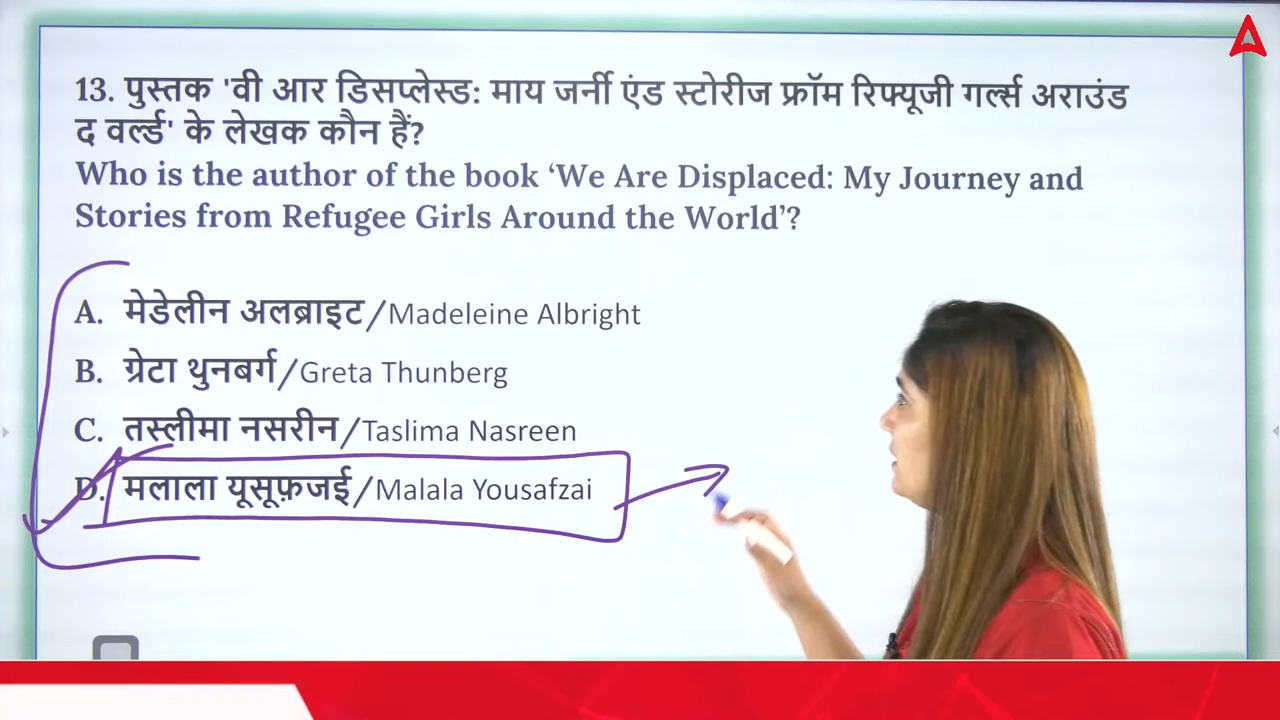 13. पुस्तक 'वी आर डिसप्लेस्ड: माय जर्नी एंड स्टोरीज फ्रॉम रिफ्यूजी गर्ल्स अराउंड
द वर्ल्ड' के लेखक कौन हैं?
Who is the author of the book ‘We Are Displaced: My Journey and
Stories from Refugee Girls Around the World’?
A. मेडेलीन अलब्राइट/Madeleine Albright
B. ग्रेटा थुनबर्ग/Greta Thunberg
C. तस्लीमा नसरीन/Taslima Nasreen
D. मलाला यूसूफ़जई/Malala Yousafzai